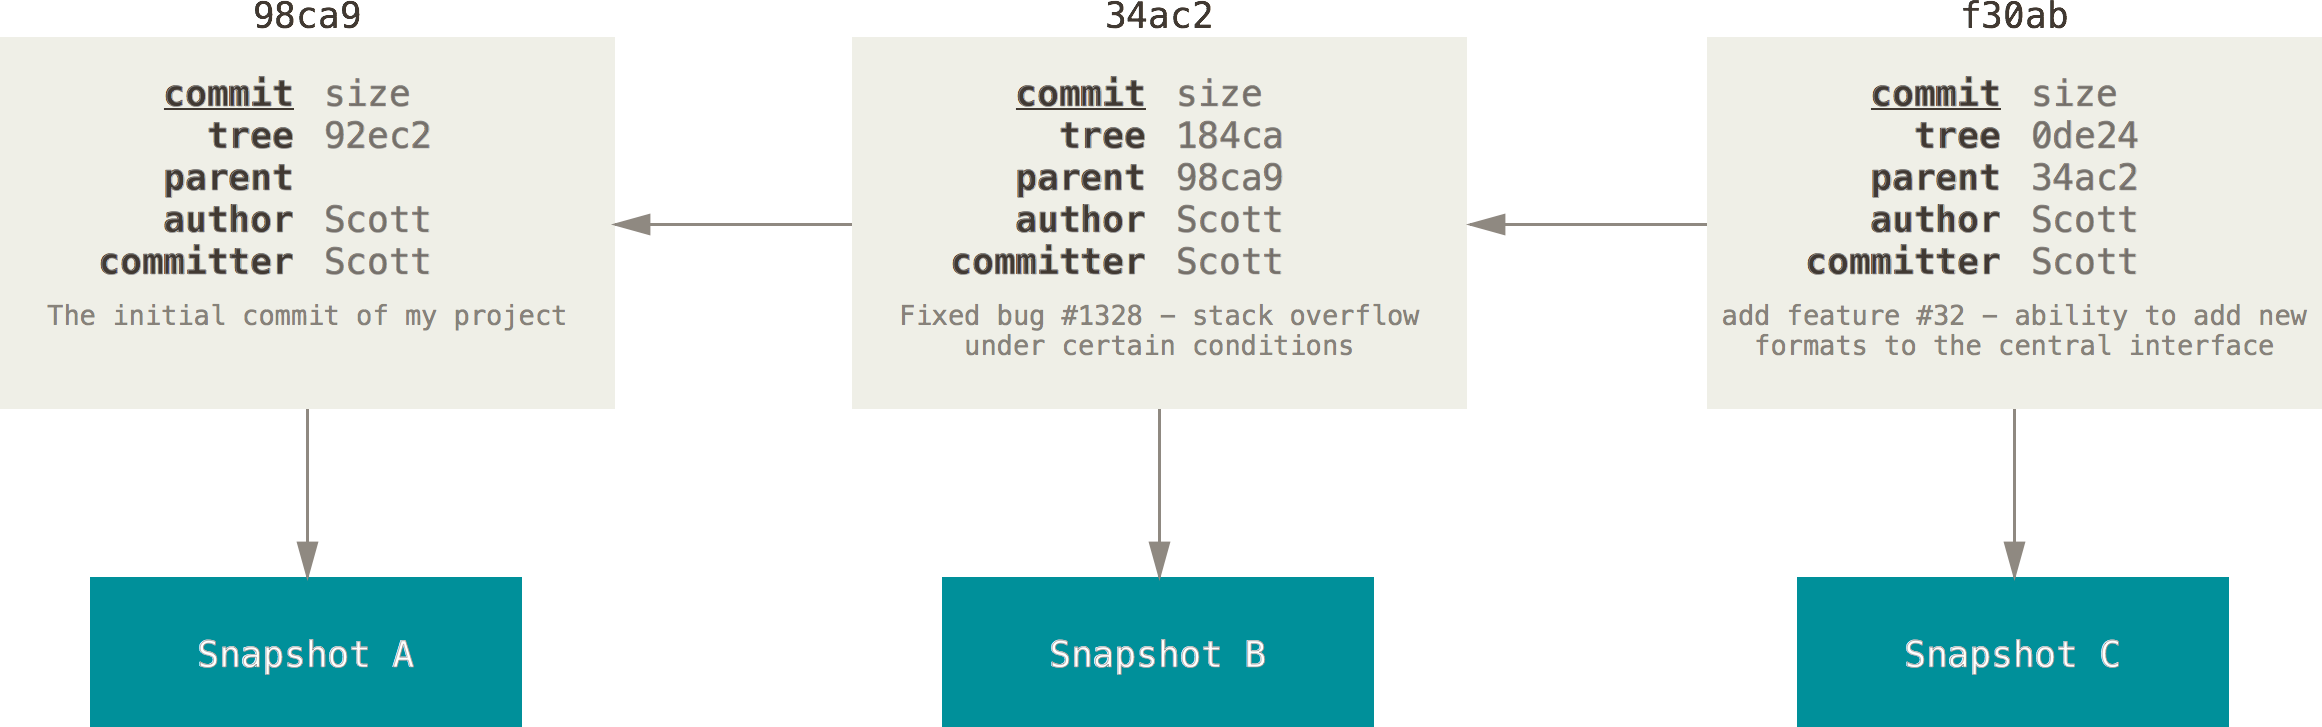 98ca9
commit size
tree 92ec2
parent
author Scott
committer Scott
The initial commit of my project
Snapshot A
34ac2
commit size
tree 184ca
parent 98ca9
author Scott
committer Scott
Fixed bug #1328 – stack overflow
under certain conditions
Snapshot B
f30ab
commit size
tree 0de24
parent 34ac2
author Scott
committer Scott
add feature #32 – ability to add new
formats to the central interface
Snapshot C